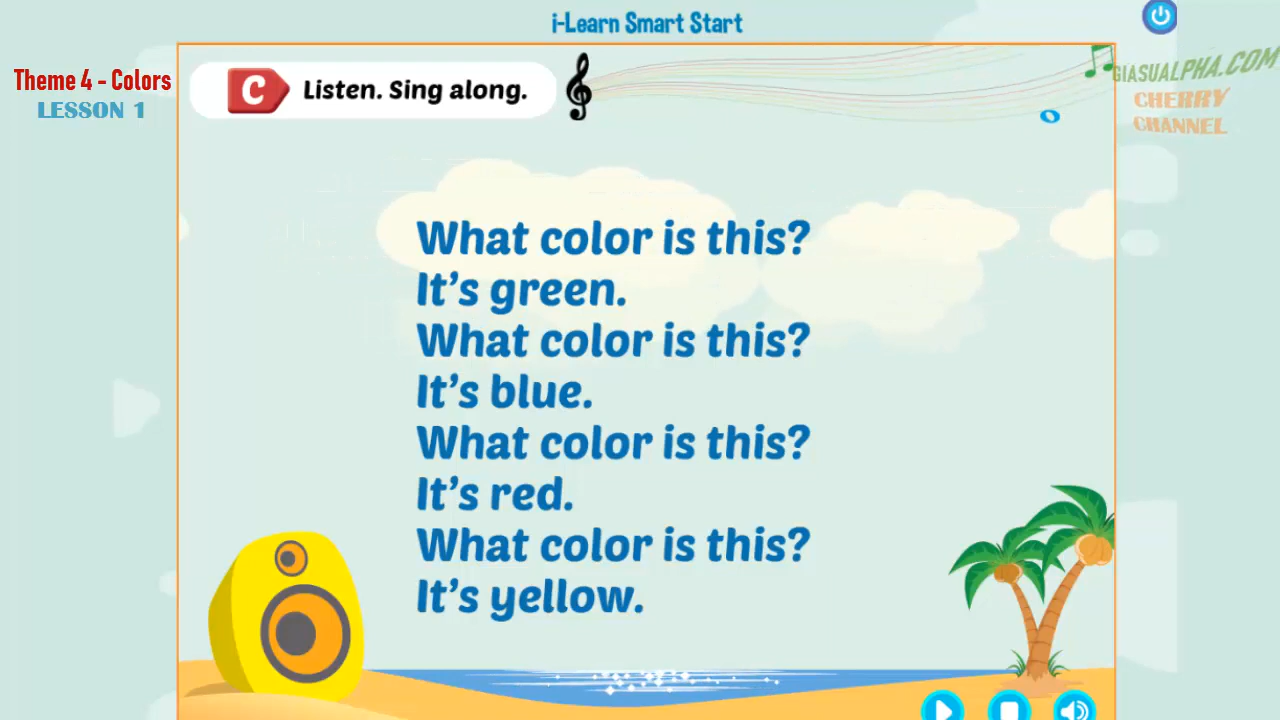 i-Learn Smart Start
Theme 4 - Colors
LESSON 1
C Listen. Sing along.
GIASUALPHA.COM
CHERRY
CHANNEL
What color is this?
It's green.
What color is this?
It's blue.
What color is this?
It's red.
What color is this?
It's yellow.